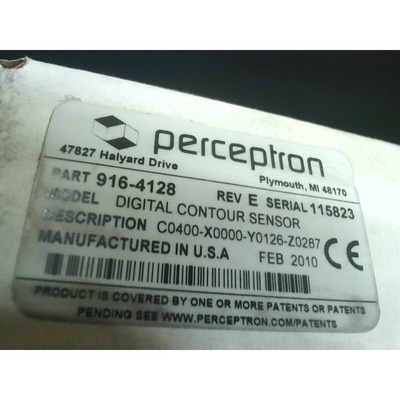 perceptron
47827 Halyard Drive Plymouth, MI 48170
PART 916-4128 REV E SERIAL 115823
MODEL DIGITAL CONTOUR SENSOR
DESCRIPTION C0400-X0000-Y0126-Z0287
MANUFACTURED IN U.S.A FEB 2010 CE
PRODUCT IS COVERED BY ONE OR MORE PATENTS OR PATENTS
PENDING SEE WWW.PERCEPTRON.COM/PATENTS